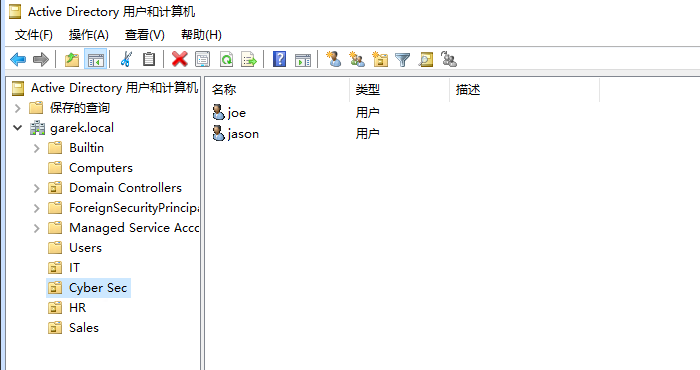 Active Directory 用户和计算机
文件(F) 操作(A) 查看(V) 帮助(H)
Active Directory 用户和计算机
保存的查询
garek.local
Builtin
Computers
Domain Controllers
ForeignSecurityPrincipa
Managed Service Acco
Users
IT
Cyber Sec
HR
Sales
名称 类型 描述
joe 用户
jason 用户